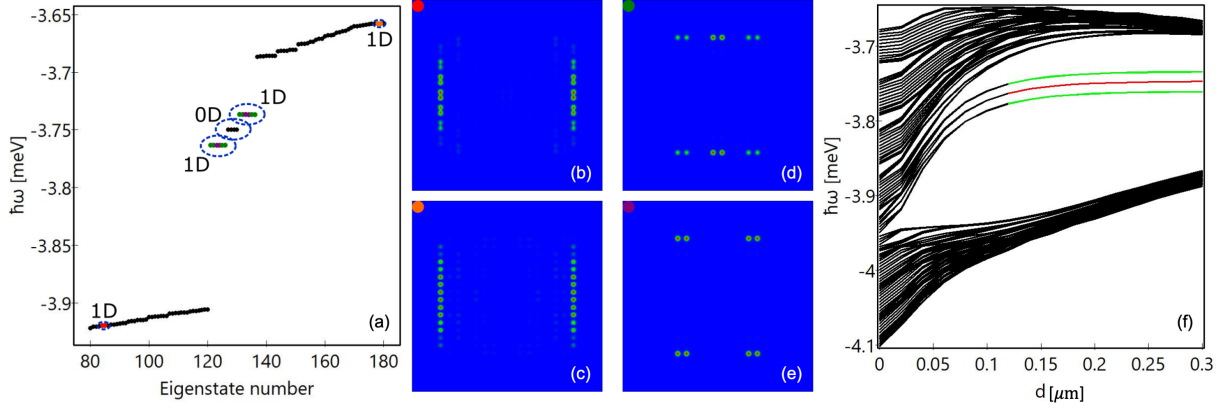 -3.65
-3.7
-3.75
-3.8
-3.85
-3.9
ħω [meV]
1D
1D
0D
1D
1D
(a)
80
100
120
140
160
180
Eigenstate number
(b)
(c)
(d)
(e)
-3.7
-3.8
-3.9
-4
-4.1
ħω [meV]
(f)
0
0.05
0.06
0.1
0.15
0.2
0.25
0.3
d [μm]